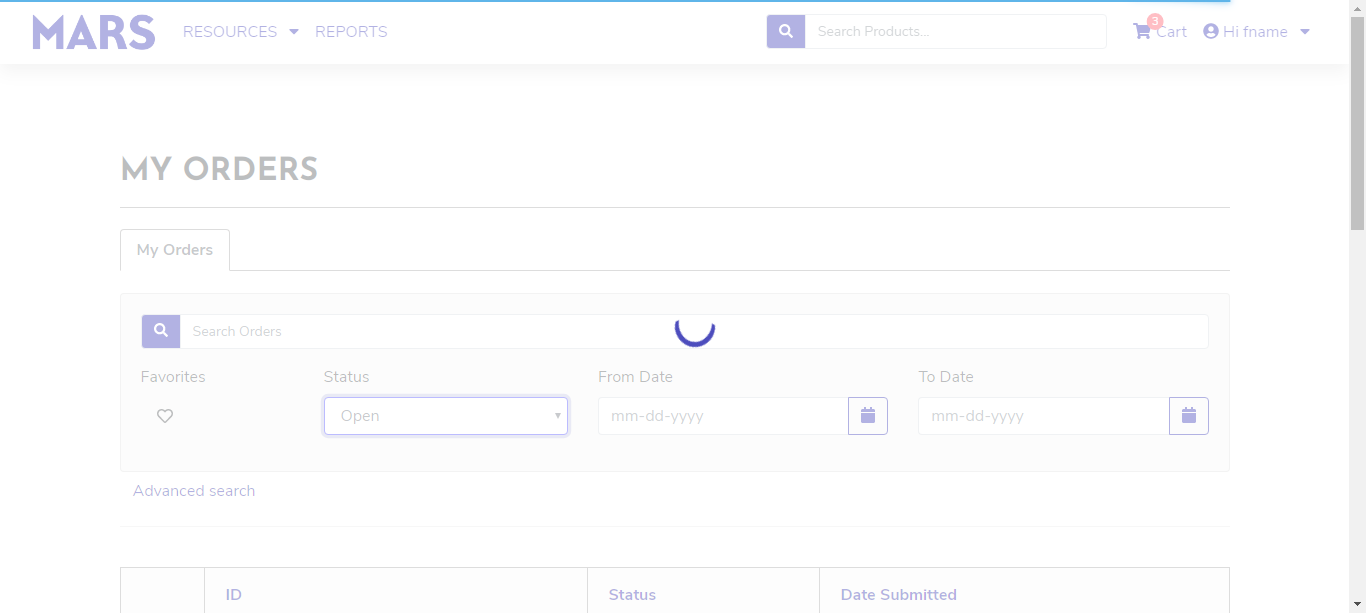 MARS RESOURCES REPORTS Search Products... 3 Cart Hi fname
MY ORDERS
My Orders
Search Orders
Favorites Status From Date To Date
Open mm-dd-yyyy mm-dd-yyyy
Advanced search
ID Status Date Submitted